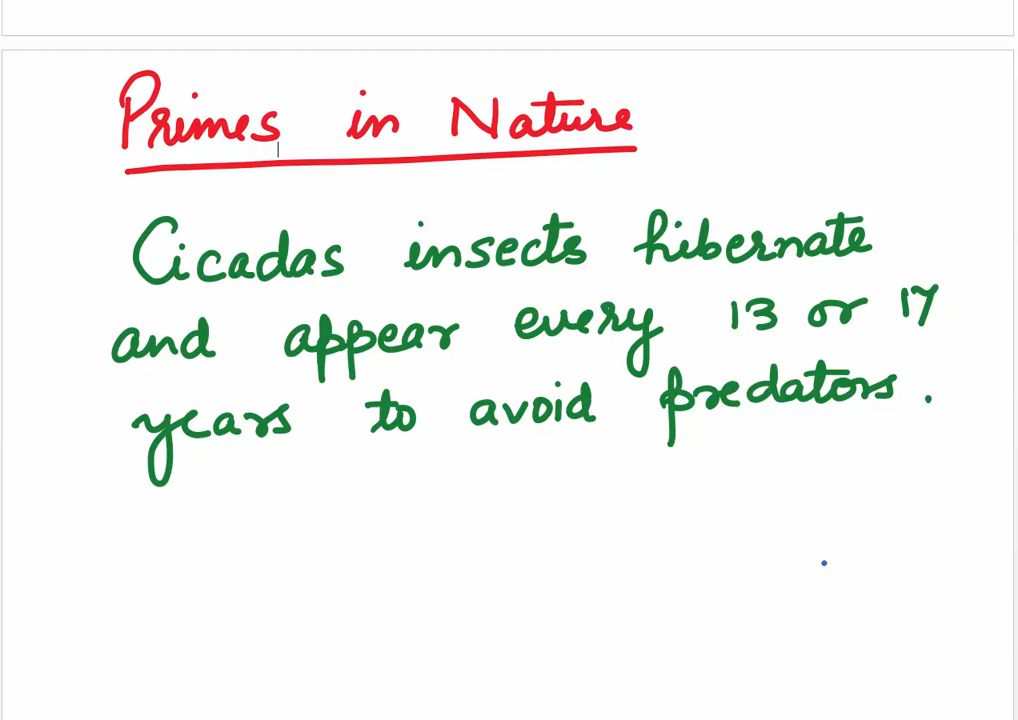 Primes in Nature
Cicadas insects hibernate
and appear every 13 or 17
years to avoid predators.